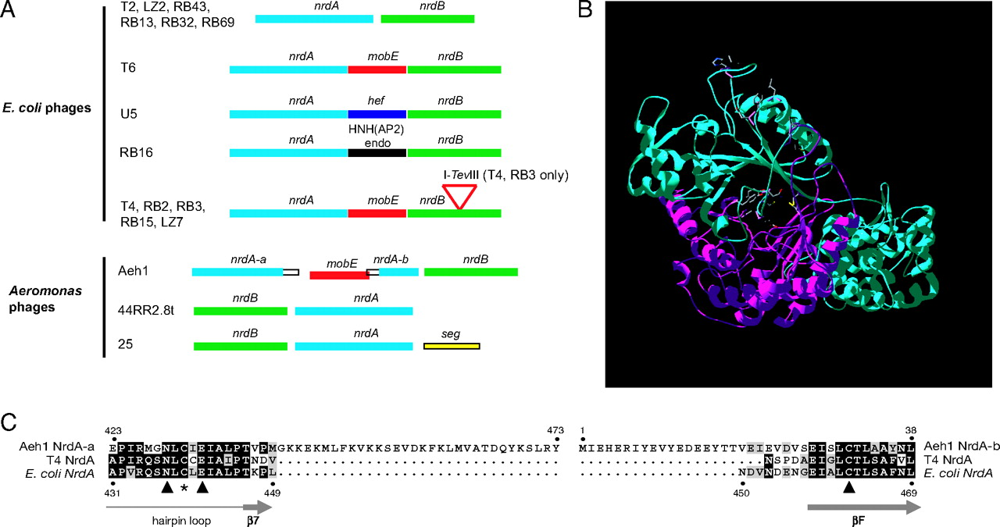 A
B
T2, LZ2, RB43,
RB13, RB32, RB69
nrdA nrdB
T6
nrdA mobE nrdB
E. coli phages
U5
nrdA hef nrdB
RB16
nrdA HNH(AP2) nrdB
endo
I-TevIII (T4, RB3 only)
T4, RB2, RB3,
RB15, LZ7
nrdA mobE nrdB
Aeromonas
phages
Aeh1
nrdA-a mobE nrdA-b nrdB
44RR2.8t
nrdB nrdA
25
nrdB nrdA seg
C
423 473 1 38
Aeh1 NrdA-a EPIRMGNLCIEIALPTVPMGKKEKMLFKVKKSEVDKFKLMVATDQYKSLRY MIEHERIYEVYEDEEYTTVEIEVDVSEISLCTLAAYNL Aeh1 NrdA-b
T4 NrdA APIRQSNLCCEIAIPTNDV NSPDAEIGLCTLSAFVL T4 NrdA
E. coli NrdA APVRQSNLCLEIALPTKPL NDVNDENGEIALCTLSAFNL E. coli NrdA
431 * 449 450 469
hairpin loop β7 βF